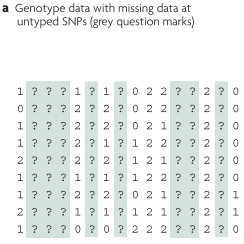 a Genotype data with missing data at
untyped SNPs (grey question marks)
1 ? ? ? 1 ? 1 ? 0 2 2 ? ? 2 ? 0
0 ? ? ? 2 ? 2 ? 0 2 2 ? ? 2 ? 0
1 ? ? ? 2 ? 2 ? 0 2 1 ? ? 2 ? 0
1 ? ? ? 2 ? 1 ? 1 2 2 ? ? 2 ? 0
2 ? ? ? 2 ? 2 ? 1 2 1 ? ? 2 ? 0
1 ? ? ? 1 ? 1 ? 1 2 2 ? ? 2 ? 0
1 ? ? ? 2 ? 2 ? 0 2 1 ? ? 2 ? 1
2 ? ? ? 1 ? 1 ? 1 2 1 ? ? 2 ? 1
1 ? ? ? 0 ? 0 ? 2 2 2 ? ? 2 ? 0